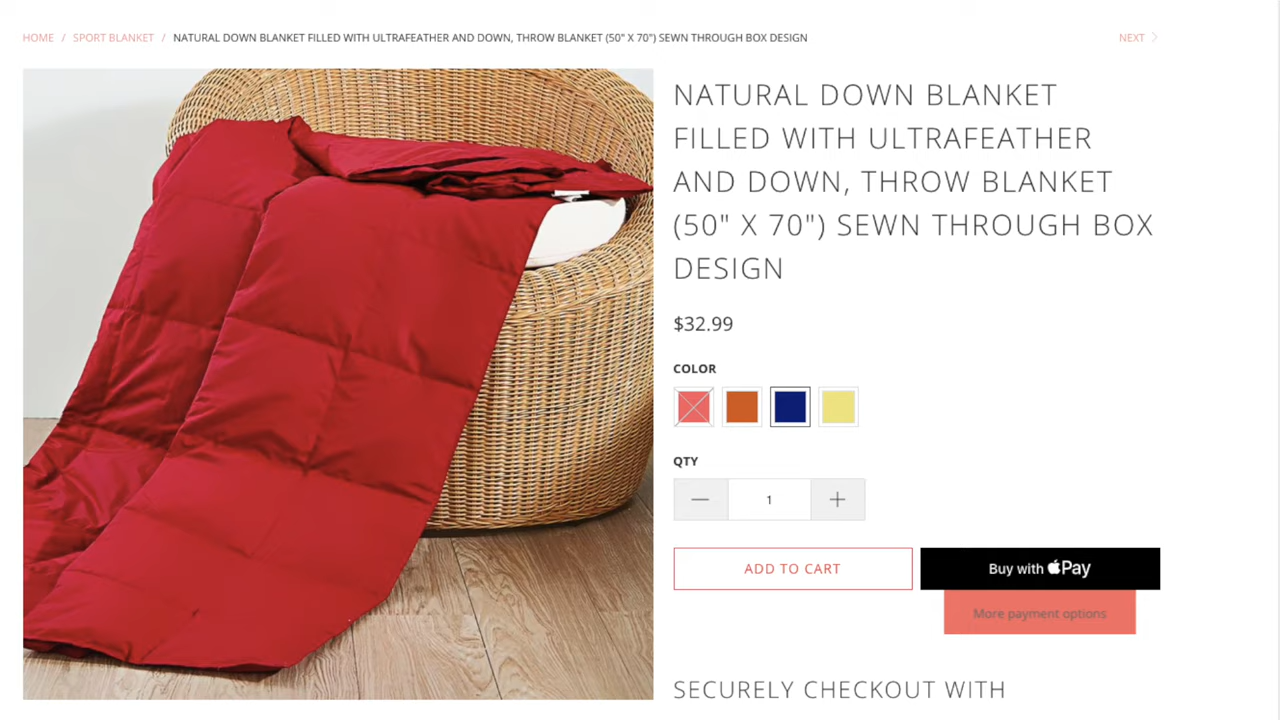 HOME / SPORT BLANKET / NATURAL DOWN BLANKET FILLED WITH ULTRAFEATHER AND DOWN, THROW BLANKET (50" X 70") SEWN THROUGH BOX DESIGN
NEXT
NATURAL DOWN BLANKET
FILLED WITH ULTRAFEATHER
AND DOWN, THROW BLANKET
(50" X 70") SEWN THROUGH BOX
DESIGN
$32.99
COLOR
QTY
1
ADD TO CART
Buy with Pay
More payment options
SECURELY CHECKOUT WITH